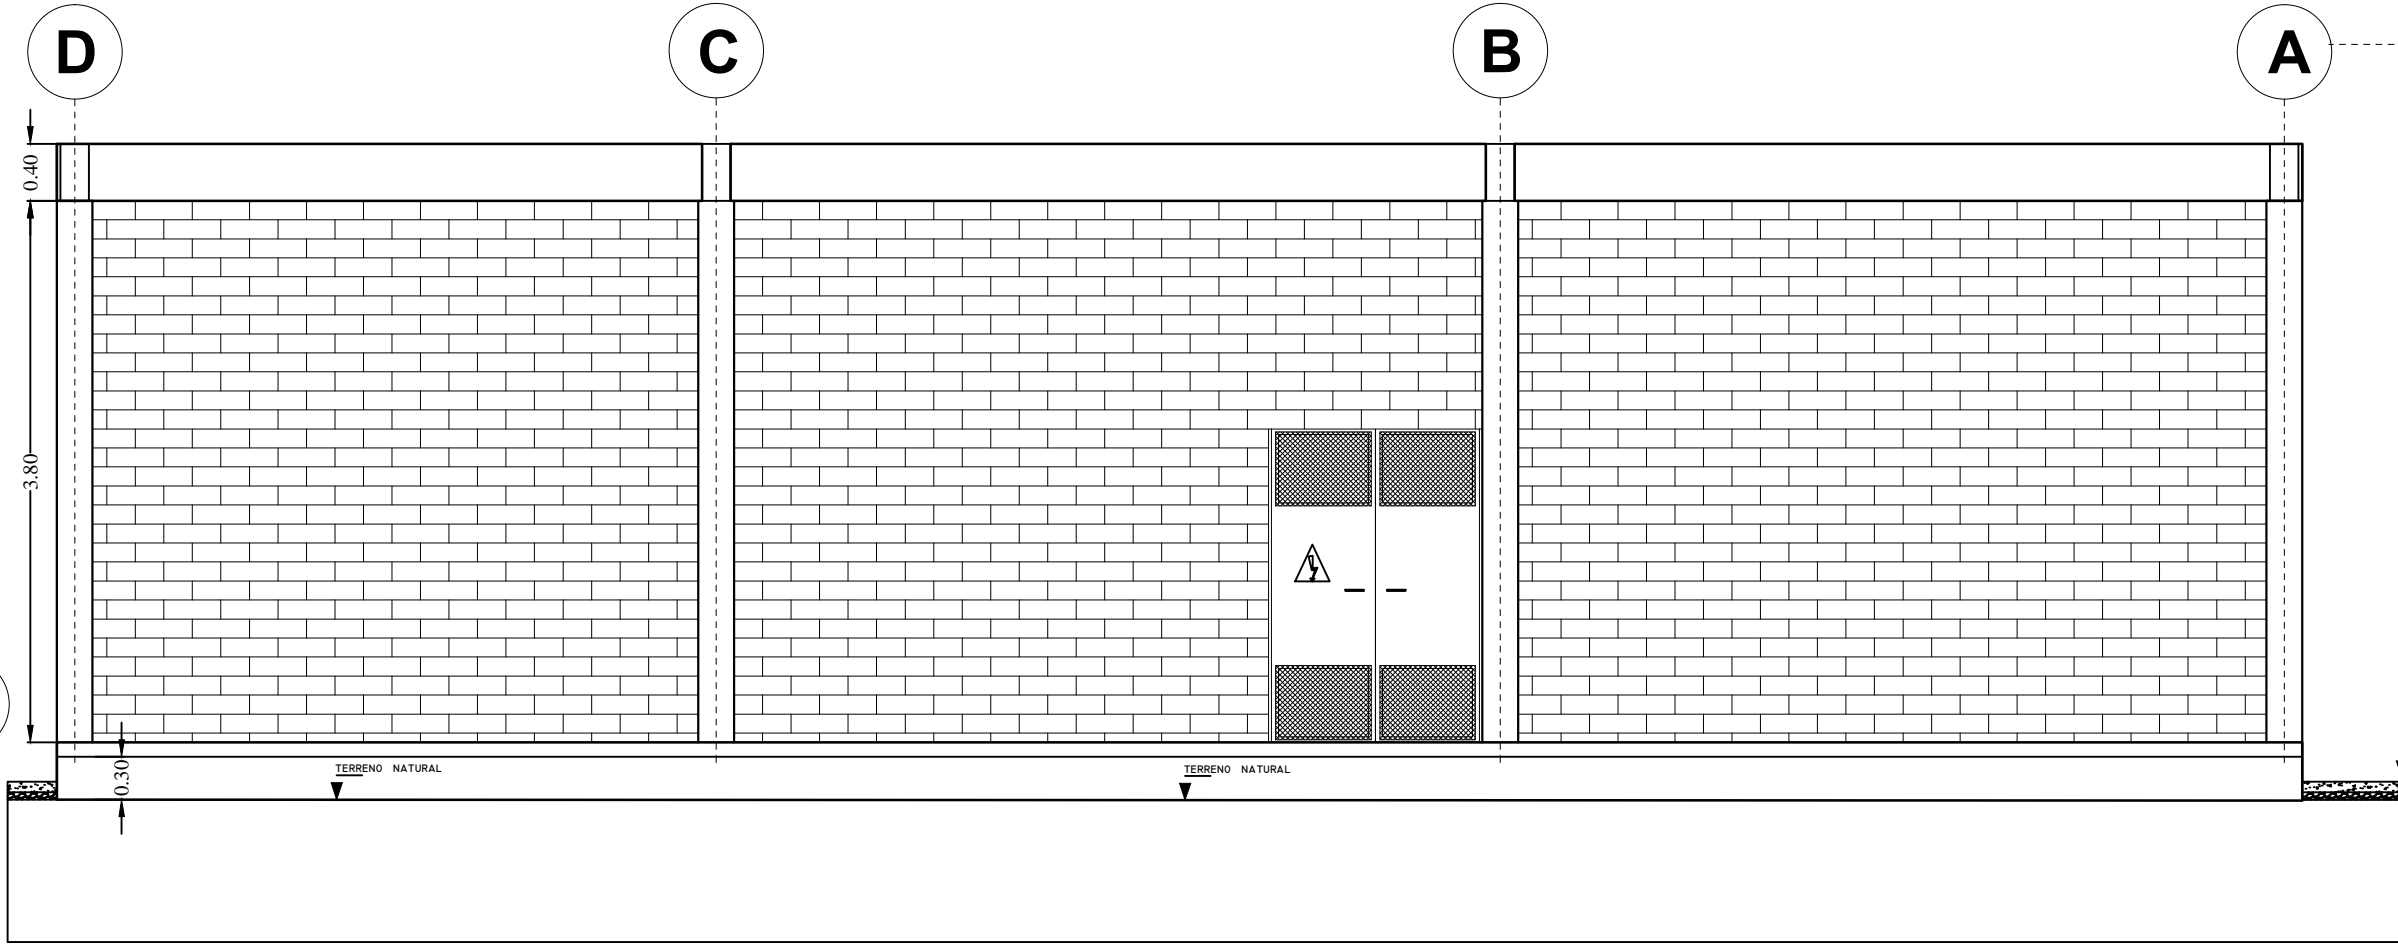 D
C
B
A
0.40
3.80
0.30
TERRENO NATURAL
TERRENO NATURAL